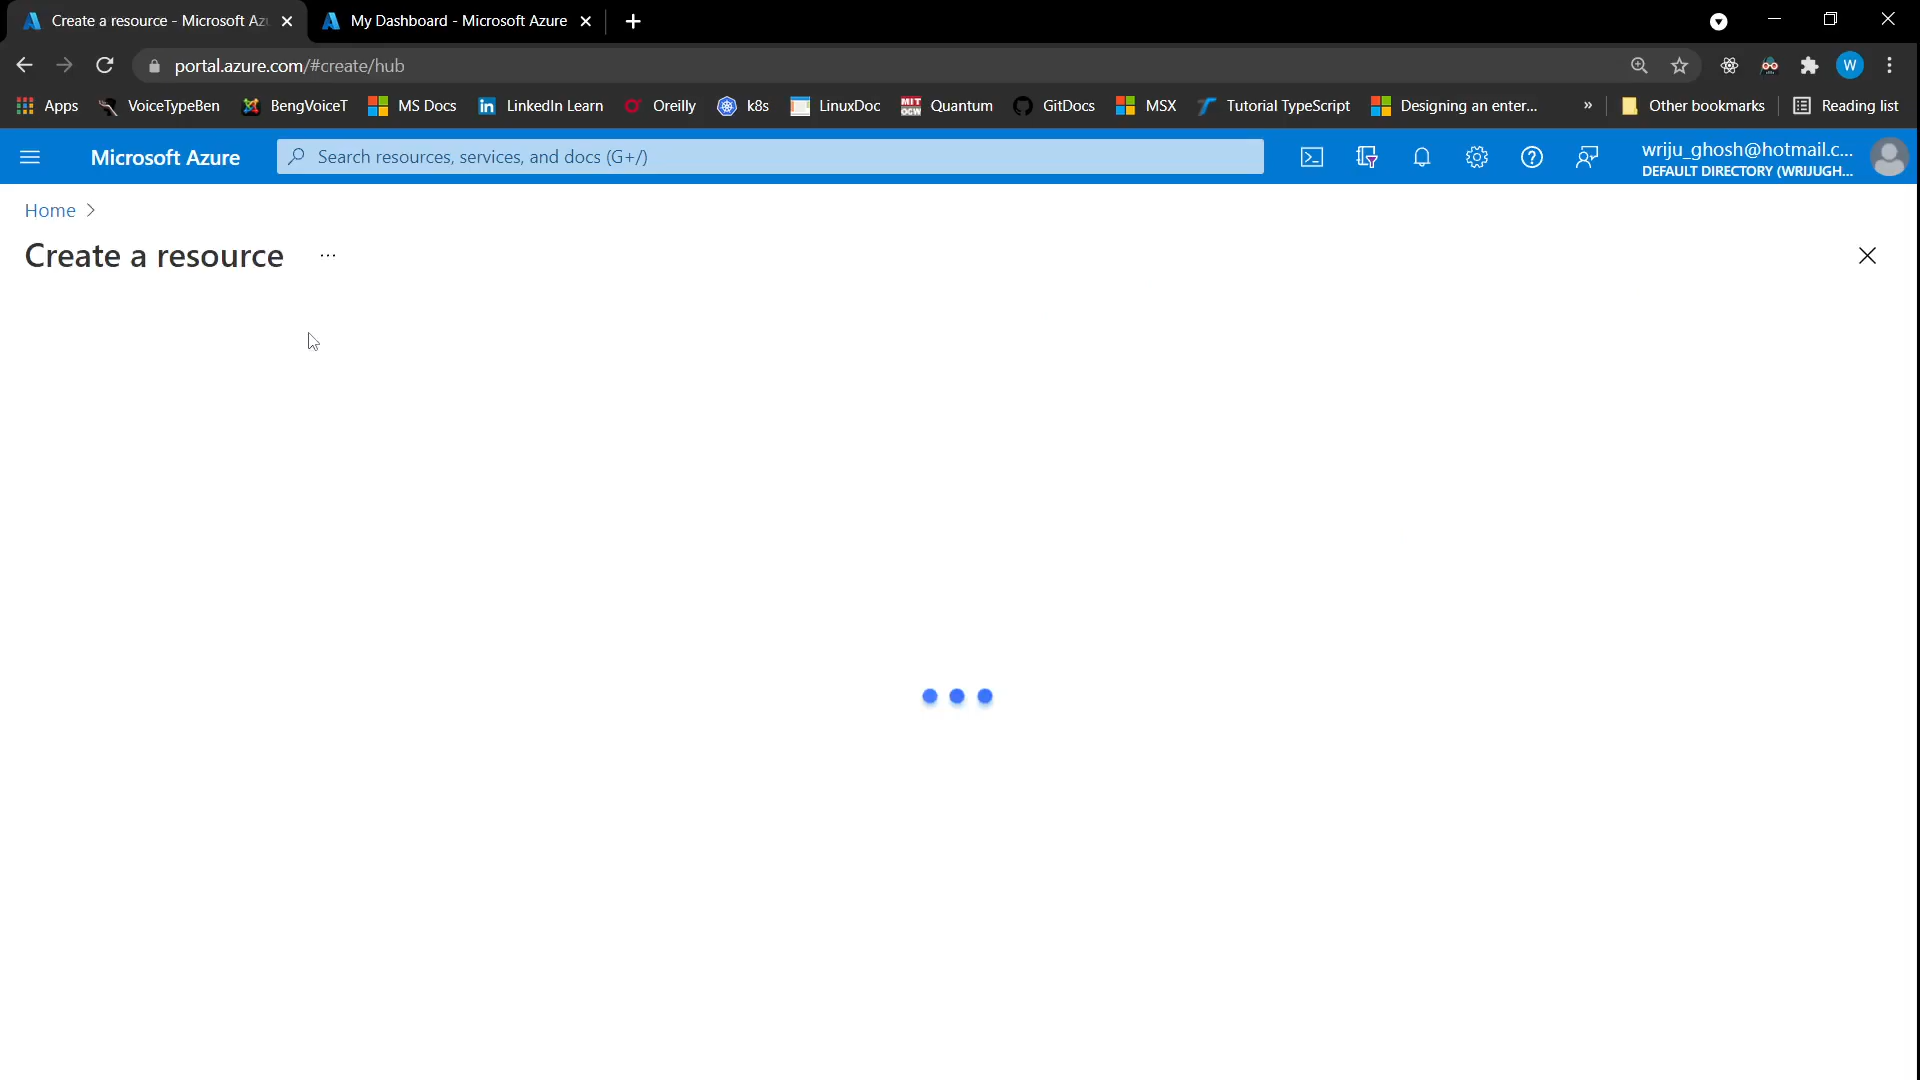 Create a resource - Microsoft Az
My Dashboard - Microsoft Azure
portal.azure.com/#create/hub
W
Apps
VoiceTypeBen
BengVoiceT
MS Docs
LinkedIn Learn
Oreilly
k8s
LinuxDoc
MIT
OCW
Quantum
GitDocs
MSX
Tutorial TypeScript
Designing an enter...
»
Other bookmarks
Reading list
Microsoft Azure
Search resources, services, and docs (G+/)
wriju_ghosh@hotmail.c...
DEFAULT DIRECTORY (WRIJUGH...
Home >
Create a resource
...